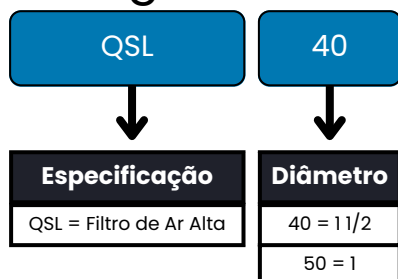 QSL 40
Especificação Diâmetro
QSL = Filtro de Ar Alta 40 = 1 1/2
50 = 1